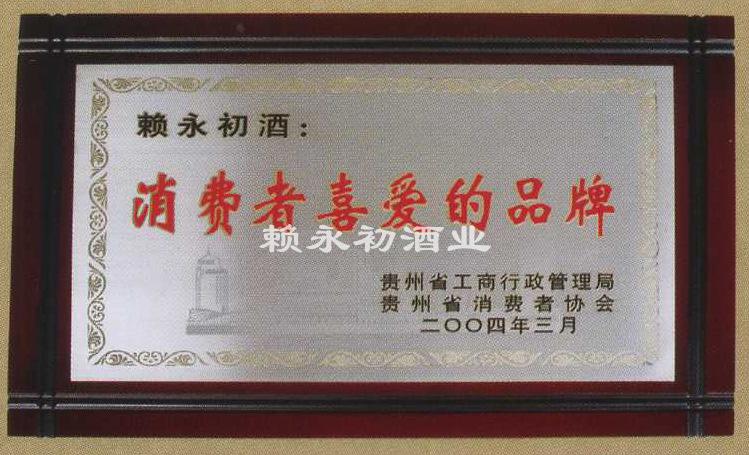 赖永初酒：
消费者喜爱的品牌
赖永初酒业
贵州省工商行政管理局
贵州省消费者协会
二〇〇四年三月